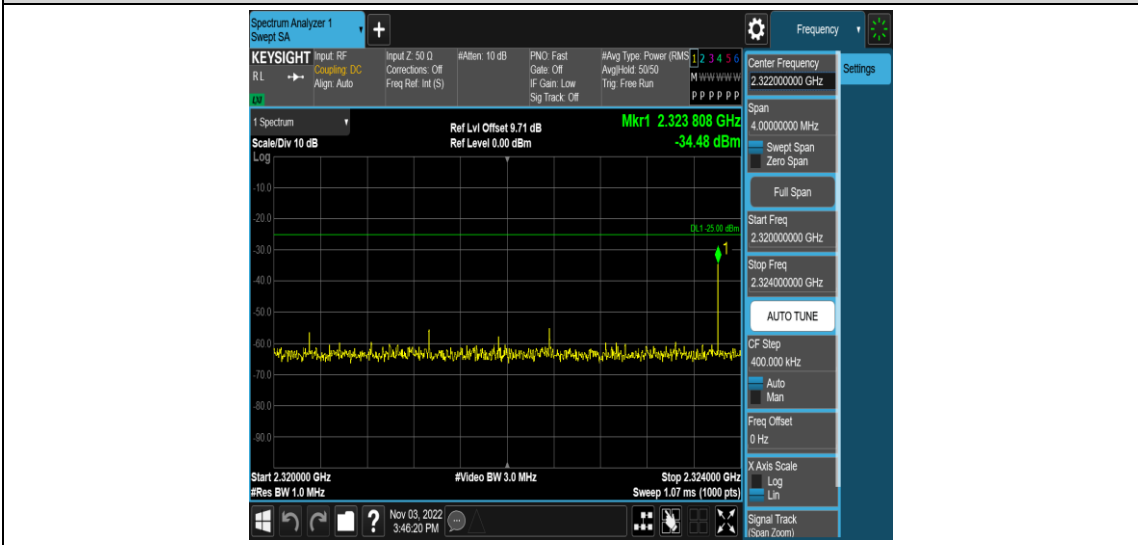 Spectrum Analyzer 1
Swept SA
+
Frequency
KEYSIGHT
RL
LXI
Input: RF
Coupling: DC
Align: Auto
Input Z: 50 Ω
Corrections: Off
Freq Ref: Int (S)
#Atten: 10 dB
PNO: Fast
Gate: Off
IF Gain: Low
Sig Track: Off
#Avg Type: Power (RMS
Avg|Hold: 50/50
Trig: Free Run
1 2 3 4 5 6
M W W W W W
P P P P P P
Center Frequency
2.322000000 GHz
Settings
Span
4.00000000 MHz
Swept Span
Zero Span
Full Span
Start Freq
2.320000000 GHz
Stop Freq
2.324000000 GHz
AUTO TUNE
CF Step
400.000 kHz
Auto
Man
Freq Offset
0 Hz
X Axis Scale
Log
Lin
Signal Track
(Span Zoom)
1 Spectrum
Scale/Div 10 dB
Log
Ref Lvl Offset 9.71 dB
Ref Level 0.00 dBm
Mkr1 2.323 808 GHz
-34.48 dBm
-10.0
-20.0
DL1 -25.00 dBm
1
-30.0
-40.0
-50.0
-60.0
-70.0
-80.0
-90.0
Start 2.320000 GHz
#Res BW 1.0 MHz
#Video BW 3.0 MHz
Stop 2.324000 GHz
Sweep 1.07 ms (1000 pts)
?
Nov 03, 2022
3:46:20 PM